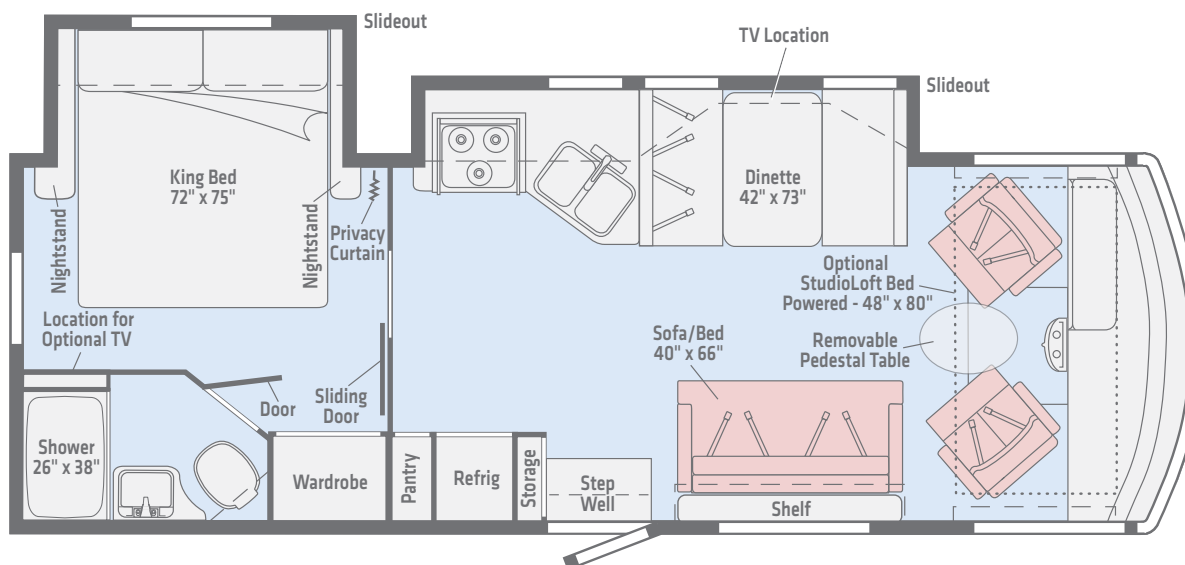 Slideout
TV Location
Slideout
King Bed
72" x 75"
Nightstand
Nightstand
Privacy
Curtain
Dinette
42" x 73"
Optional
StudioLoft Bed
Powered - 48" x 80"
Removable
Pedestal Table
Location for
Optional TV
Sofa/Bed
40" x 66"
Door
Sliding
Door
Shower
26" x 38"
Wardrobe
Pantry
Refrig
Storage
Step
Well
Shelf